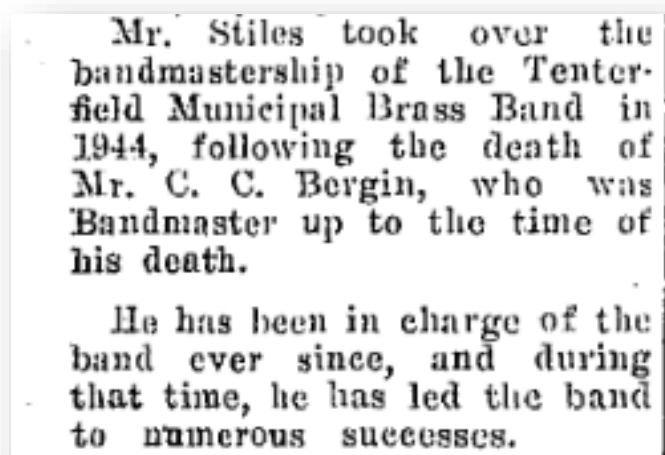 Mr. Stiles took over the
bandmastership of the Tenter-
field Municipal Brass Band in
1944, following the death of
Mr. C. C. Bergin, who was
Bandmaster up to the time of
his death.
He has been in charge of the
band ever since, and during
that time, he has led the band
to numerous successes.